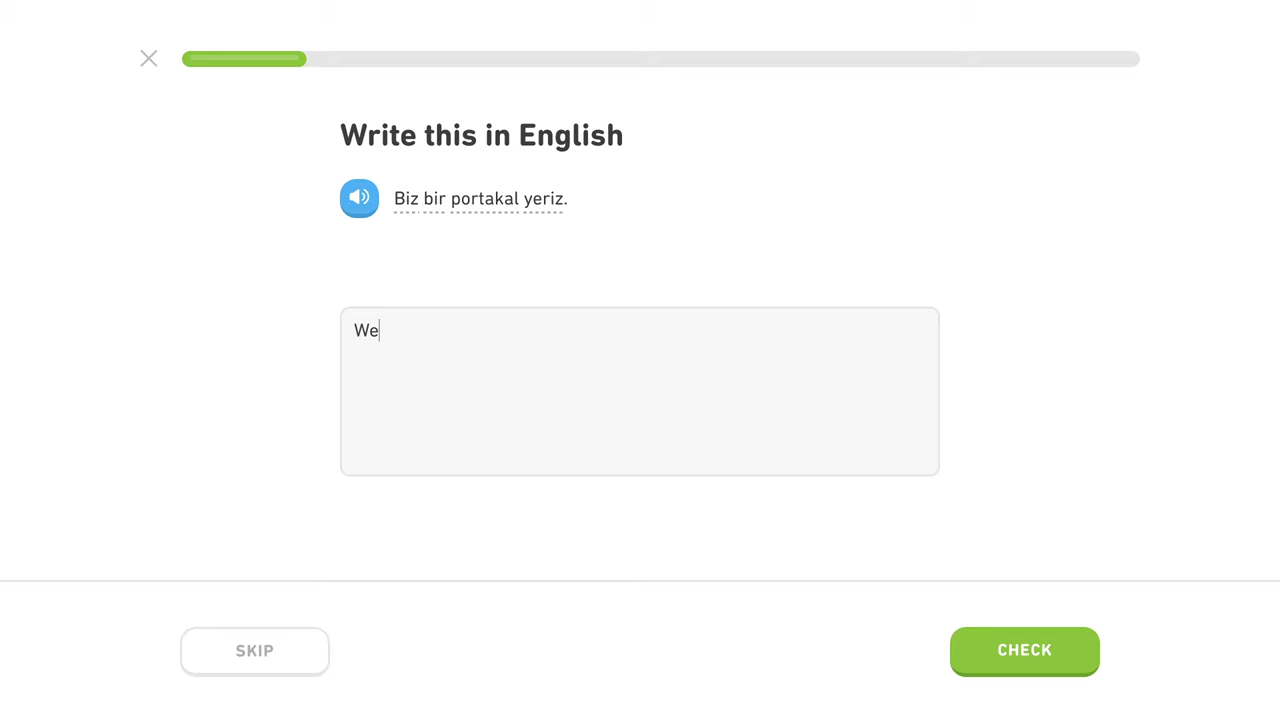 Write this in English
Biz bir portakal yeriz.
We
SKIP
CHECK